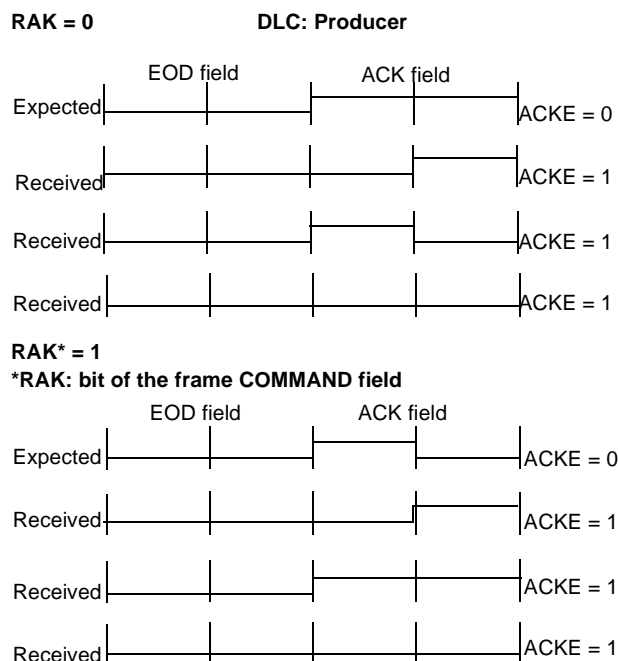 RAK = 0 DLC: Producer
EOD field ACK field
Expected ACKE = 0
Received ACKE = 1
Received ACKE = 1
Received ACKE = 1
RAK* = 1
*RAK: bit of the frame COMMAND field
EOD field ACK field
Expected ACKE = 0
Received ACKE = 1
Received ACKE = 1
Received ACKE = 1